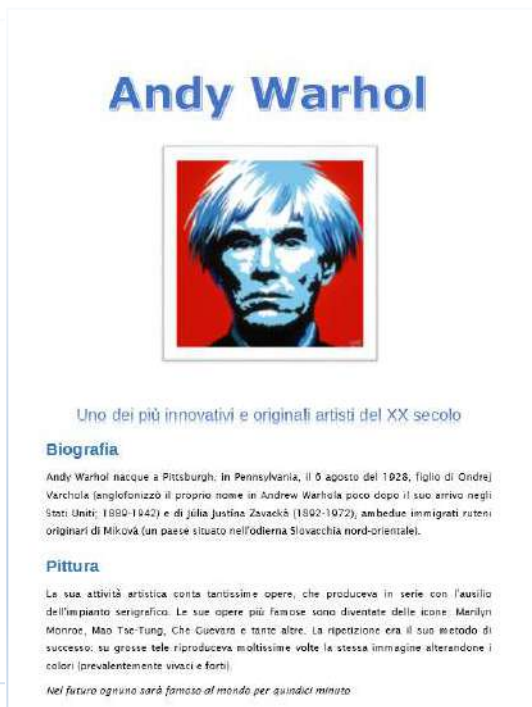 Andy Warhol
Uno dei più innovativi e originali artisti del XX secolo
Biografia
Andy Warhol nacque a Pittsburgh, in Pennsylvania, il 6 agosto del 1928, figlio di Ondrej
Varchola (anglofonizzò il proprio nome in Andrew Warhola poco dopo il suo arrivo negli
Stati Uniti; 1889-1942) e di Júlia Justína Zavacká (1892-1972), ambedue immigrati ruteni
originari di Miková (un paese situato nell'odierna Slovacchia nord-orientale).
Pittura
La sua attività artistica conta tantissime opere, che produceva in serie con l'ausilio
dell'impianto serigrafico. Le sue opere più famose sono diventate delle icone: Marilyn
Monroe, Mao Tse-Tung, Che Guevara e tante altre. La ripetizione era il suo metodo di
successo: su grosse tele riproduceva moltissime volte la stessa immagine alterandone i
colori (prevalentemente vivaci e forti).
Nel futuro ognuno sarà famoso al mondo per quindici minuto